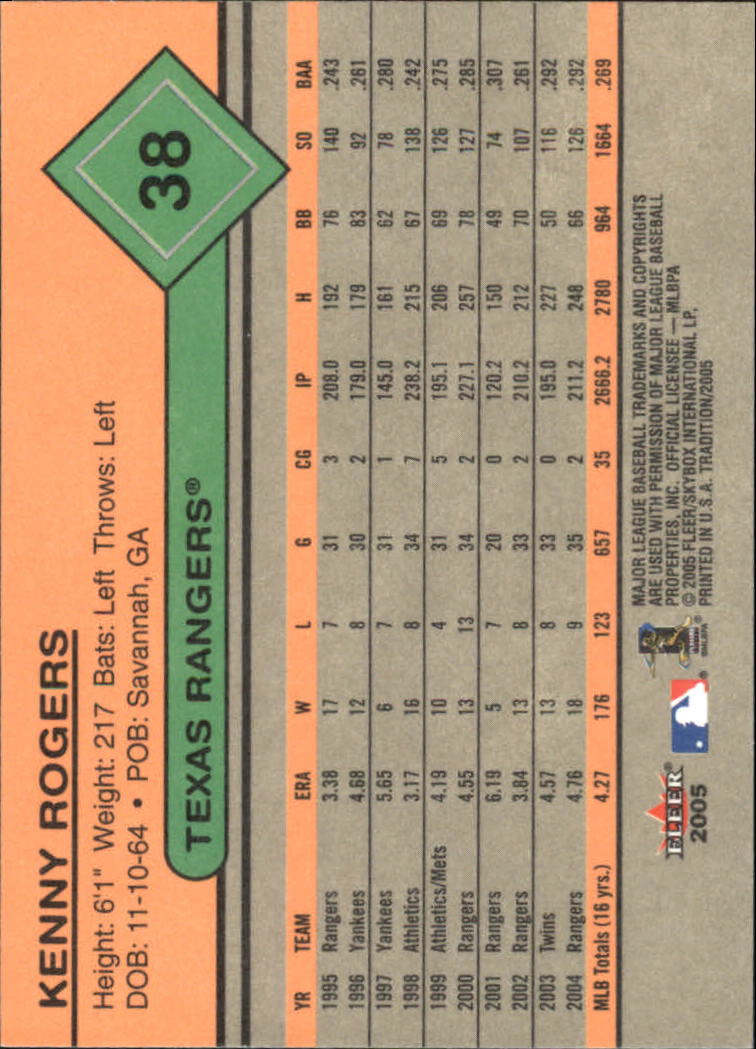 KENNY ROGERS
Height: 6'1" Weight: 217 Bats: Left Throws: Left
DOB: 11-10-64 • POB: Savannah, GA
38
TEXAS RANGERS®
YR TEAM ERA W L G CG IP H BB SO BAA
1995 Rangers 3.38 17 7 31 3 208.0 192 76 140 .243
1996 Yankees 4.68 12 8 30 2 179.0 179 83 92 .261
1997 Yankees 5.65 6 7 31 1 145.0 161 62 78 .280
1998 Athletics 3.17 16 8 34 7 238.2 215 67 138 .242
1999 Athletics/Mets 4.19 10 4 31 5 195.1 206 69 126 .275
2000 Rangers 4.55 13 13 34 2 227.1 257 78 127 .285
2001 Rangers 6.19 5 7 20 0 120.2 150 49 74 .307
2002 Rangers 3.84 13 8 33 2 210.2 212 70 107 .261
2003 Twins 4.57 13 8 33 0 195.0 227 50 116 .292
2004 Rangers 4.76 18 9 35 2 211.2 248 66 126 .292
MLB Totals (16 yrs.) 4.27 176 123 657 35 2666.2 2780 964 1664 .269
FLEER®
2005
®
®
©MLBPA
MAJOR LEAGUE BASEBALL TRADEMARKS AND COPYRIGHTS
ARE USED WITH PERMISSION OF MAJOR LEAGUE BASEBALL
PROPERTIES, INC. OFFICIAL LICENSEE — MLBPA
© 2005 FLEER/SKYBOX INTERNATIONAL LP,
PRINTED IN U.S.A. TRADITION/2005